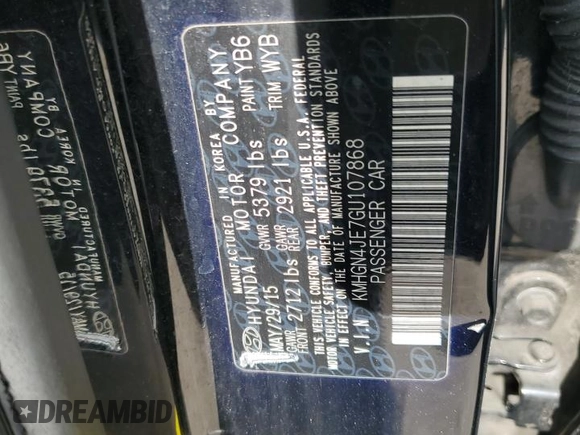 MANUFACTURED IN KOREA BY
HYUNDAI MOTOR COMPANY
MAY/29/15 GVWR 5379 lbs PAINT YB6
GAWR FRONT 2712 lbs GAWR REAR 2921 lbs TRIM WYB
THIS VEHICLE CONFORMS TO ALL APPLICABLE U.S.A. FEDERAL
MOTOR VEHICLE SAFETY, BUMPER, AND THEFT PREVENTION STANDARDS
IN EFFECT ON THE DATE OF MANUFACTURE SHOWN ABOVE
V.I.N. KMHGN4JE7GU107868
PASSENGER CAR
DREAMBID